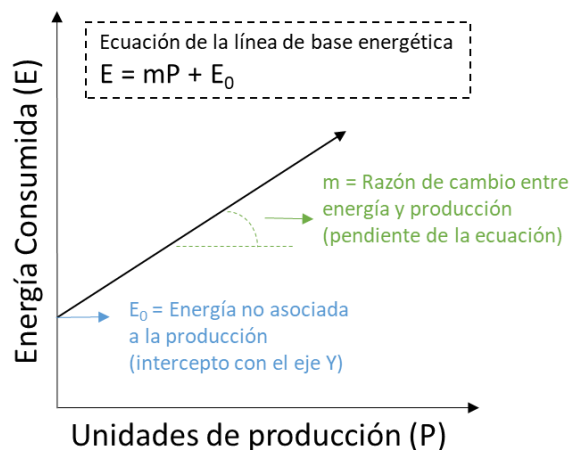 Ecuación de la línea de base energética
E = mP + E₀
Energía Consumida (E)
m = Razón de cambio entre
energía y producción
(pendiente de la ecuación)
E₀ = Energía no asociada
a la producción
(intercepto con el eje Y)
Unidades de producción (P)